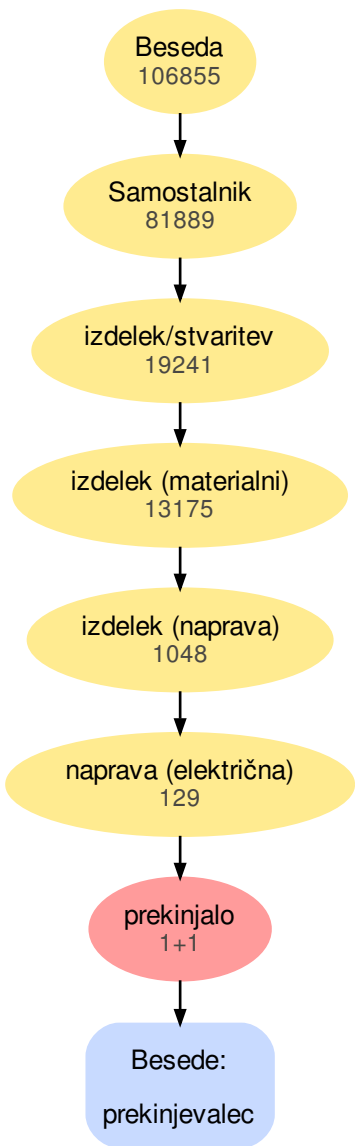 Beseda
106855
Samostalnik
81889
izdelek/stvaritev
19241
izdelek (materialni)
13175
izdelek (naprava)
1048
naprava (električna)
129
prekinjalo
1+1
Besede:
prekinjevalec